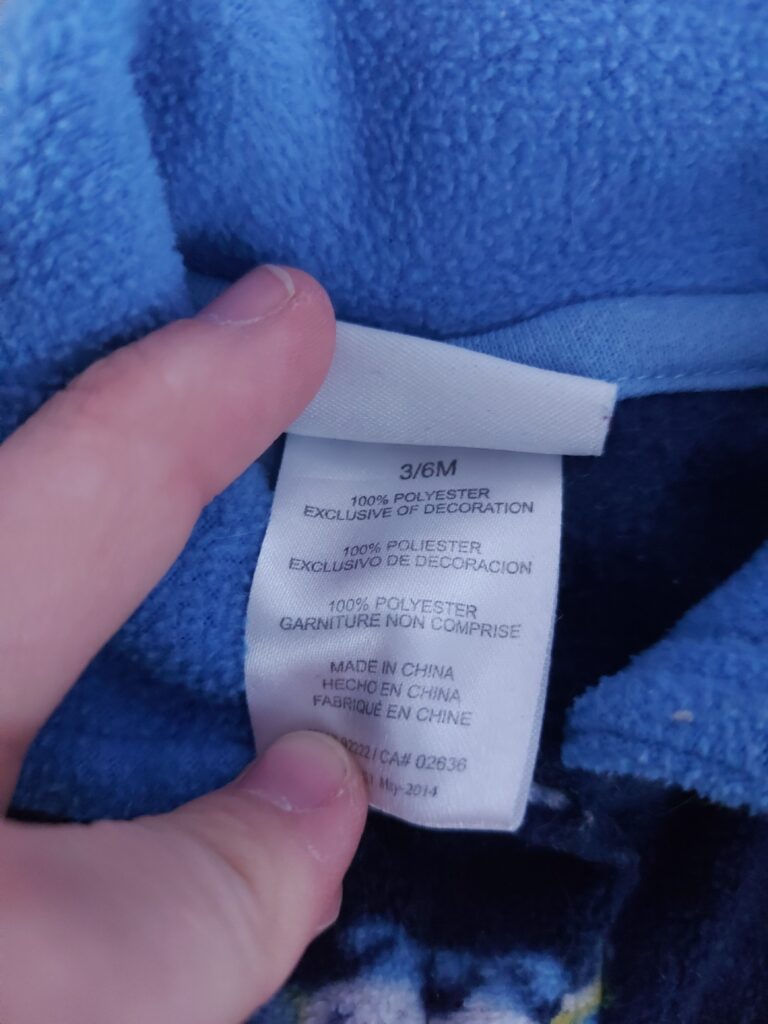 3/6M
100% POLYESTER
EXCLUSIVE OF DECORATION
100% POLIESTER
EXCLUSIVO DE DECORACION
100% POLYESTER
GARNITURE NON COMPRISE
MADE IN CHINA
HECHO EN CHINA
FABRIQUÉ EN CHINE
92222 / CA# 02636
May-2014